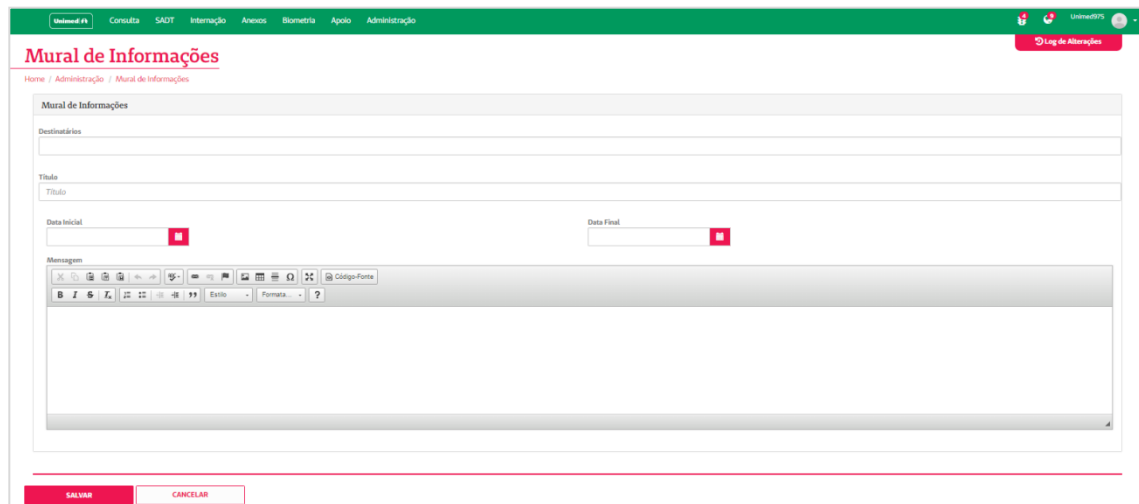 Unimed Consulta SADT Internação Anexos Biometria Apoio Administração Unimed975
Log de Alterações
Mural de Informações
Home / Administração / Mural de Informações
Mural de Informações
Destinatários
Título
Título
Data Inicial Data Final
Mensagem
Código-Fonte
B I S Tx Estilo Formata... ?
SALVAR CANCELAR